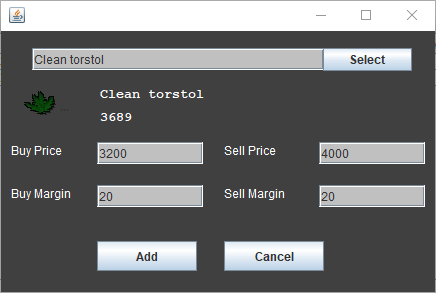 Clean torstol Select
Clean torstol
3689
Buy Price 3200 Sell Price 4000
Buy Margin 20 Sell Margin 20
Add Cancel